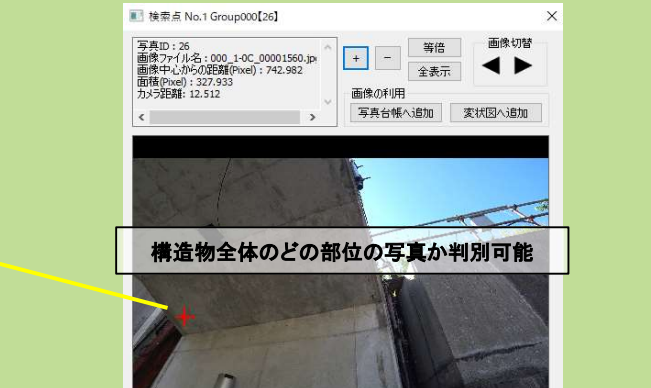 検索点 No.1 Group000【26】
写真ID : 26
画像ファイル名 : 000_1-0C_00001560.jp
画像中心からの距離(Pixel) : 742.982
面積(Pixel) : 327.933
カメラ距離: 12.512
+ - 等倍
全表示
画像切替
画像の利用
写真台帳へ追加 変状図へ追加
構造物全体のどの部位の写真か判別可能